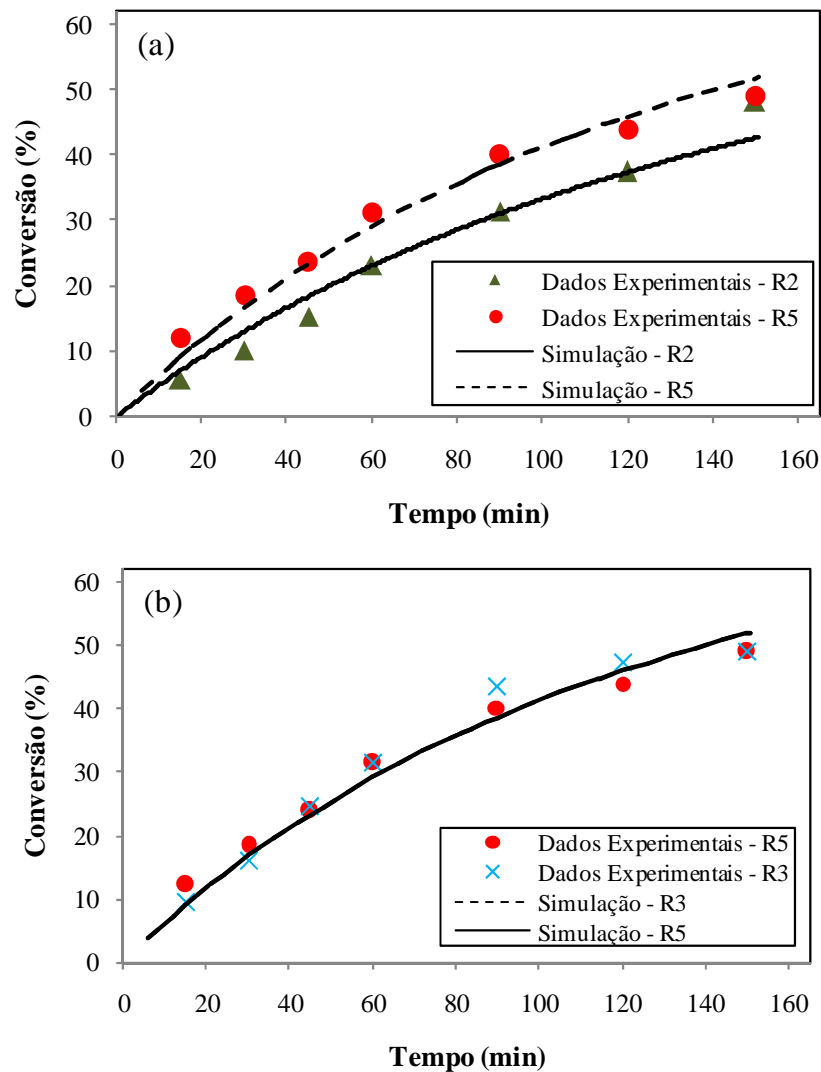 (a)
Conversão (%)
60
50
40
30
20
10
0
0 20 40 60 80 100 120 140 160
Tempo (min)
Dados Experimentais - R2
Dados Experimentais - R5
Simulação - R2
Simulação - R5
(b)
Conversão (%)
60
50
40
30
20
10
0
0 20 40 60 80 100 120 140 160
Tempo (min)
Dados Experimentais - R5
Dados Experimentais - R3
Simulação - R3
Simulação - R5